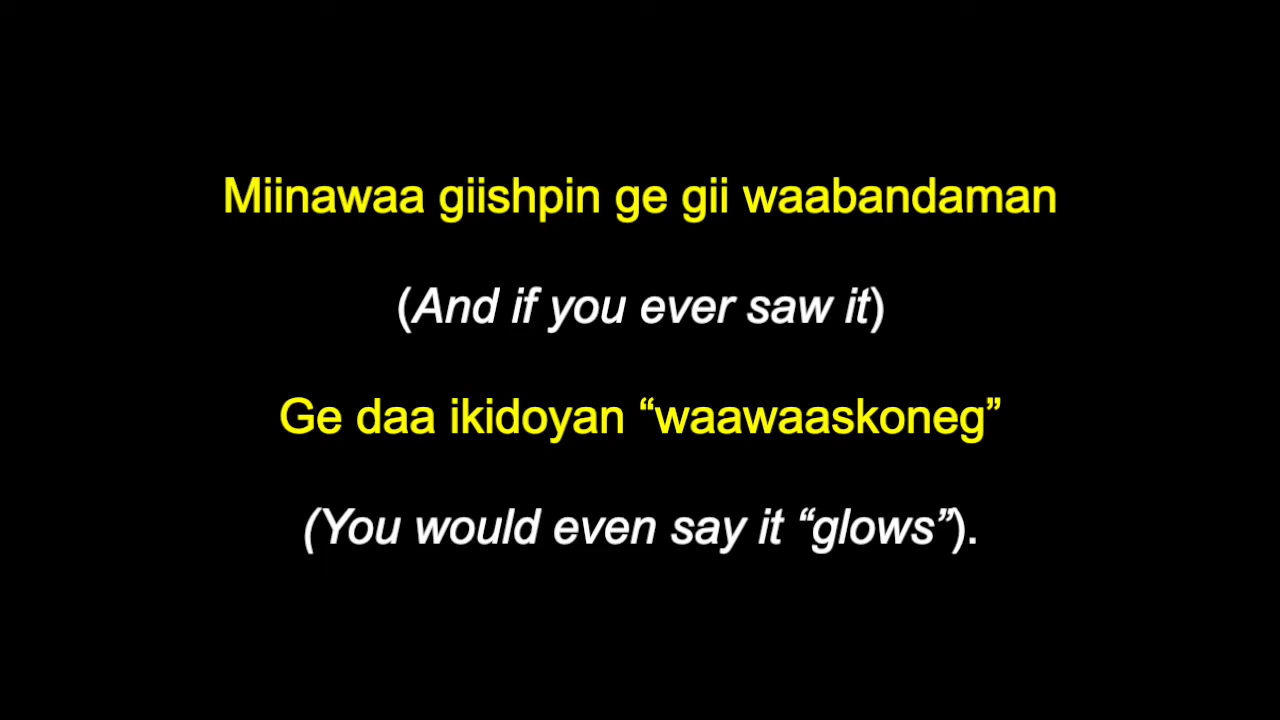 Miinawaa giishpin ge gii waabandaman
(And if you ever saw it)
Ge daa ikidoyan “waawaaskoneg”
(You would even say it “glows”).